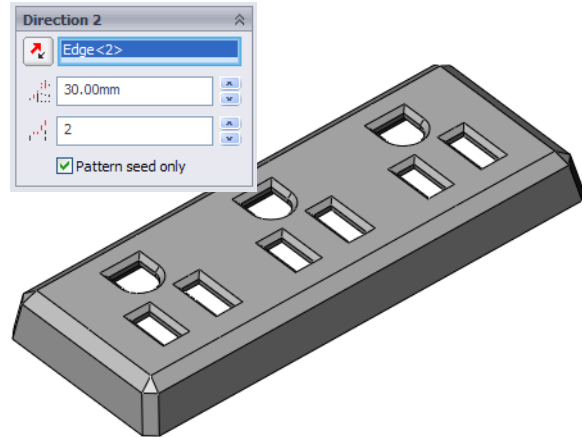 Direction 2
Edge<2>
30.00mm
2
Pattern seed only